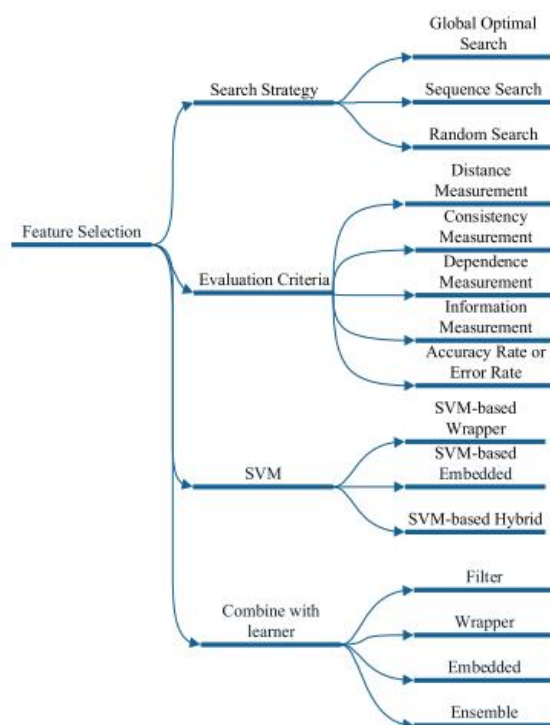 Global Optimal
Search
Search Strategy
Sequence Search
Random Search
Distance
Measurement
Feature Selection
Consistency
Measurement
Evaluation Criteria
Dependence
Measurement
Information
Measurement
Accuracy Rate or
Error Rate
SVM-based
Wrapper
SVM
SVM-based
Embedded
SVM-based Hybrid
Filter
Combine with
learner
Wrapper
Embedded
Ensemble